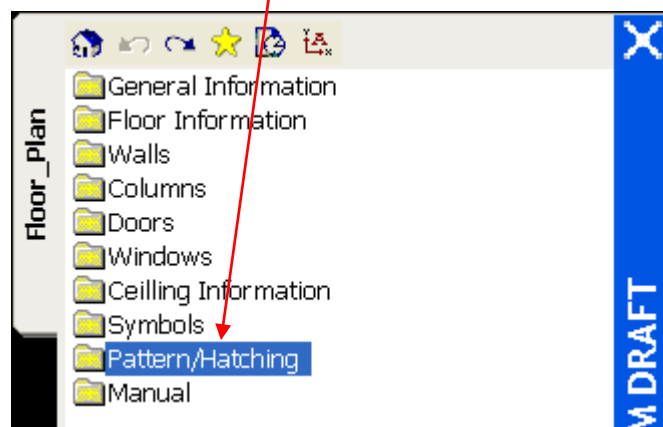 Floor_Plan
General Information
Floor Information
Walls
Columns
Doors
Windows
Ceilling Information
Symbols
Pattern/Hatching
Manual
M DRAFT